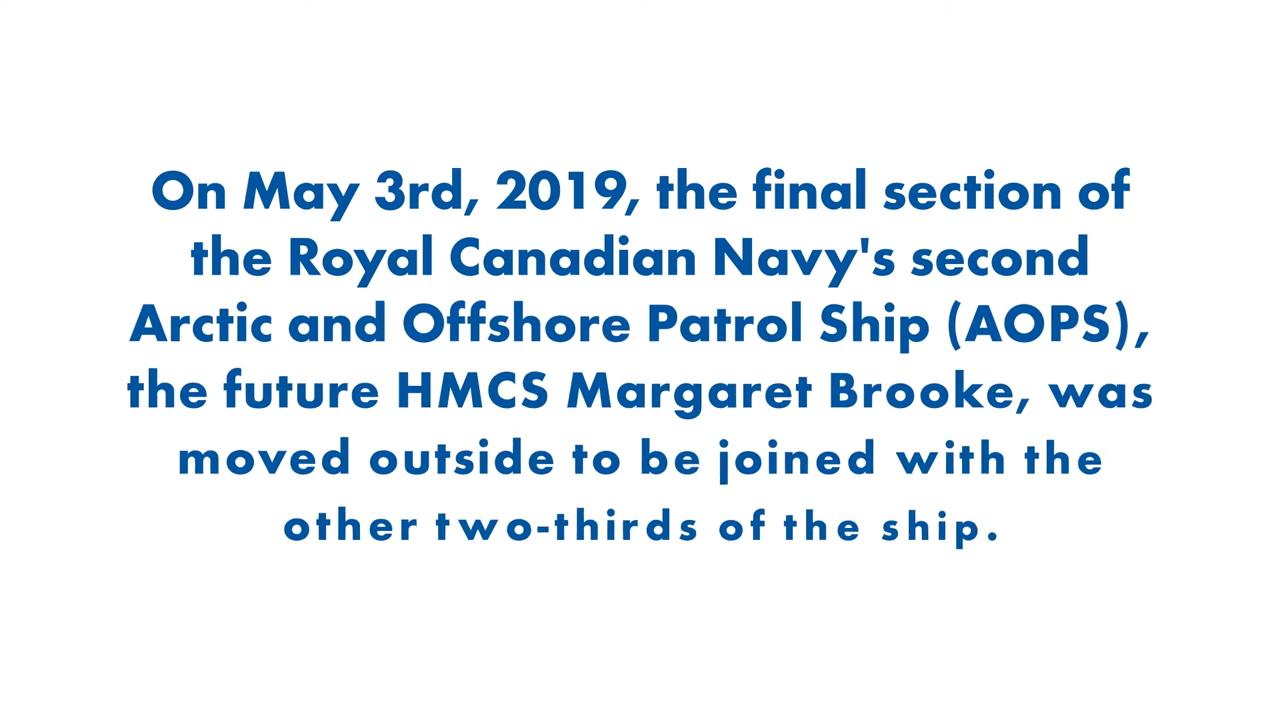 On May 3rd, 2019, the final section of
the Royal Canadian Navy's second
Arctic and Offshore Patrol Ship (AOPS),
the future HMCS Margaret Brooke, was
moved outside to be joined with the
other two-thirds of the ship.